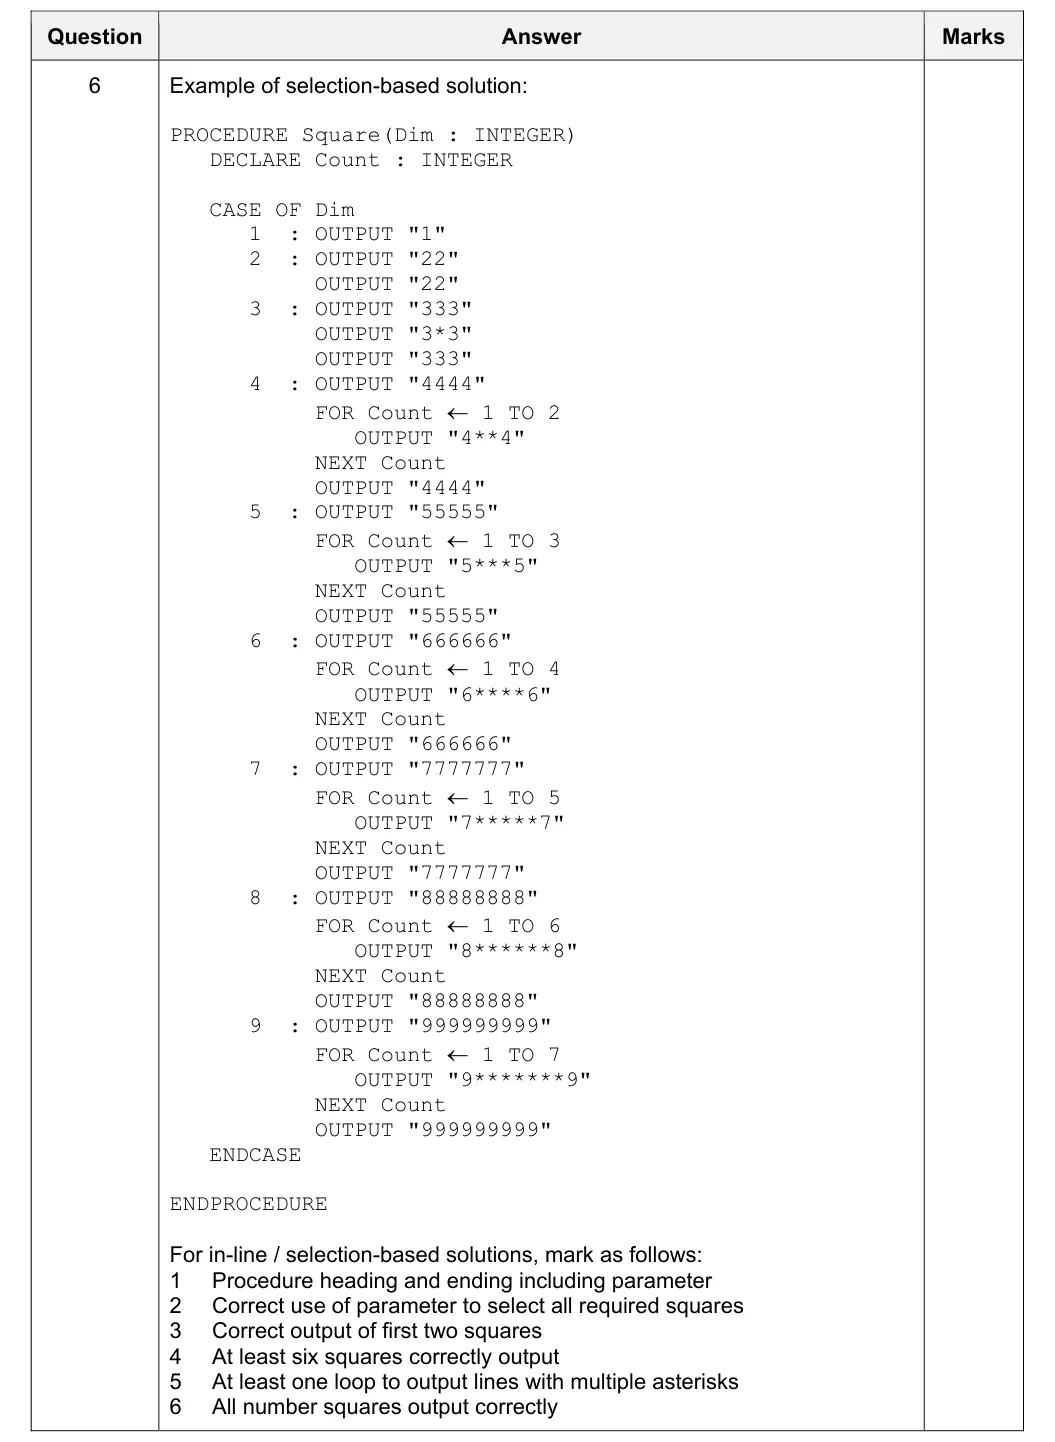 Question Answer Marks
6 Example of selection-based solution:
PROCEDURE Square(Dim : INTEGER)
DECLARE Count : INTEGER
CASE OF Dim
1 : OUTPUT "1"
2 : OUTPUT "22"
OUTPUT "22"
3 : OUTPUT "333"
OUTPUT "3*3"
OUTPUT "333"
4 : OUTPUT "4444"
FOR Count ← 1 TO 2
OUTPUT "4**4"
NEXT Count
OUTPUT "4444"
5 : OUTPUT "55555"
FOR Count ← 1 TO 3
OUTPUT "5***5"
NEXT Count
OUTPUT "55555"
6 : OUTPUT "666666"
FOR Count ← 1 TO 4
OUTPUT "6****6"
NEXT Count
OUTPUT "666666"
7 : OUTPUT "7777777"
FOR Count ← 1 TO 5
OUTPUT "7*****7"
NEXT Count
OUTPUT "7777777"
8 : OUTPUT "88888888"
FOR Count ← 1 TO 6
OUTPUT "8******8"
NEXT Count
OUTPUT "88888888"
9 : OUTPUT "999999999"
FOR Count ← 1 TO 7
OUTPUT "9*******9"
NEXT Count
OUTPUT "999999999"
ENDCASE
ENDPROCEDURE
For in-line / selection-based solutions, mark as follows:
1 Procedure heading and ending including parameter
2 Correct use of parameter to select all required squares
3 Correct output of first two squares
4 At least six squares correctly output
5 At least one loop to output lines with multiple asterisks
6 All number squares output correctly